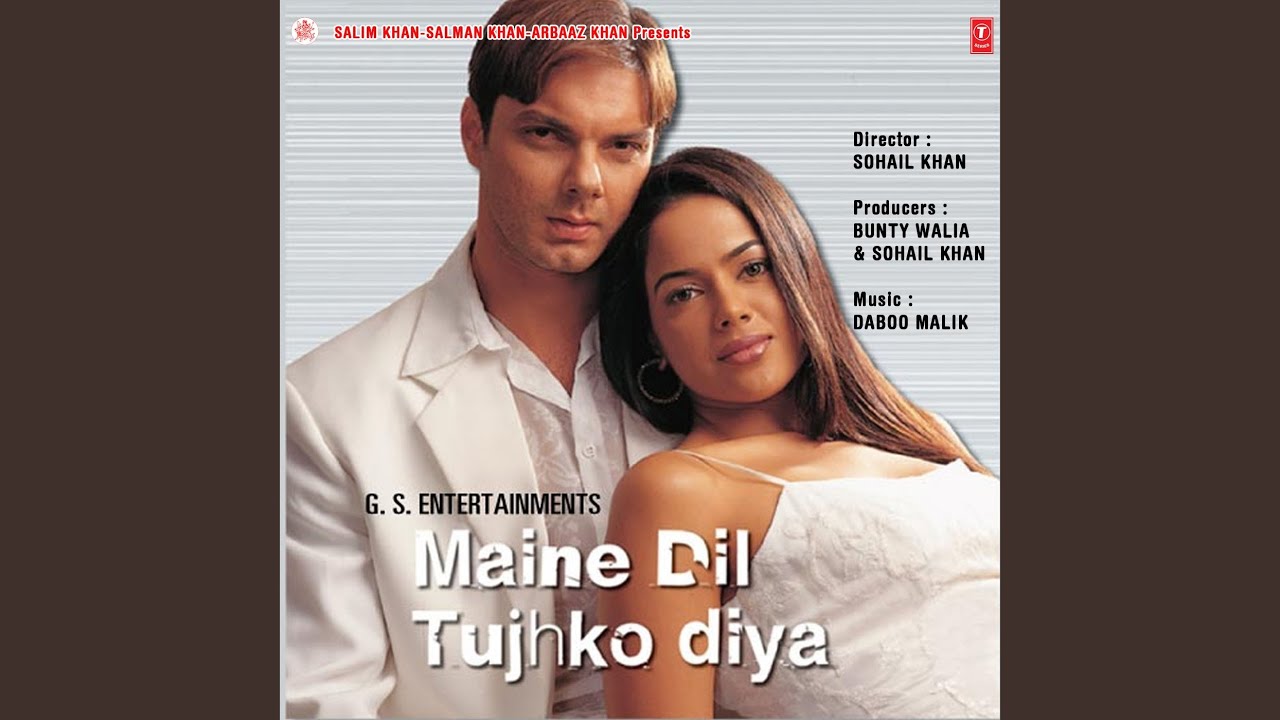 SALIM KHAN-SALMAN KHAN-ARBAAZ KHAN Presents
T
SERIES
Director :
SOHAIL KHAN
Producers :
BUNTY WALIA
& SOHAIL KHAN
Music :
DABOO MALIK
G. S. ENTERTAINMENTS
Maine Dil
Tujhko diya